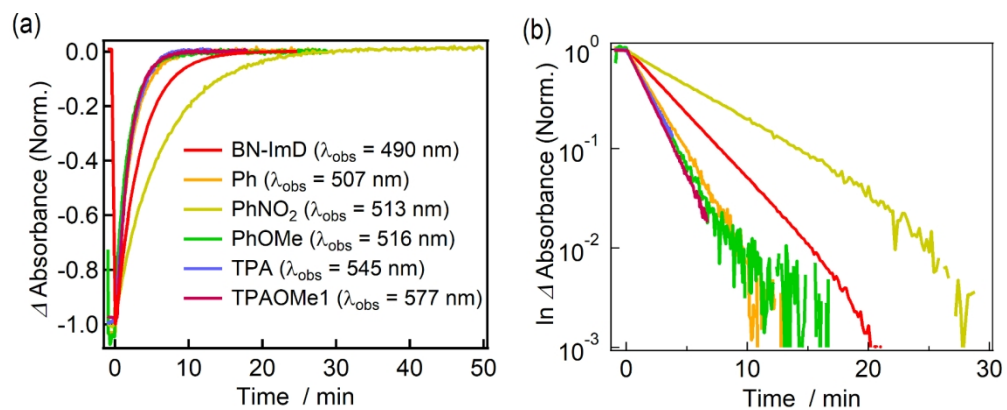 (a)
Δ Absorbance (Norm.)
0.0
-0.2
-0.4
-0.6
-0.8
-1.0
BN-ImD (λobs = 490 nm)
Ph (λobs = 507 nm)
PhNO₂ (λobs = 513 nm)
PhOMe (λobs = 516 nm)
TPA (λobs = 545 nm)
TPAOMe1 (λobs = 577 nm)
0 10 20 30 40 50
Time / min
(b)
ln Δ Absorbance (Norm.)
10⁰
10⁻¹
10⁻²
10⁻³
0 10 20 30
Time / min